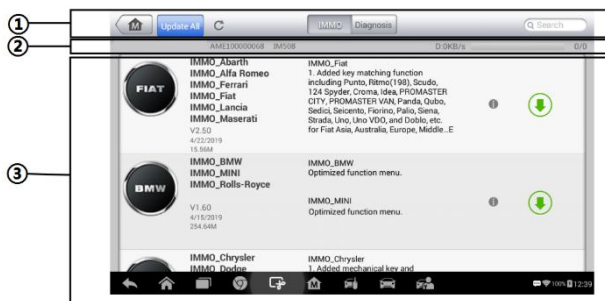 ①
Update All
IMMO
Diagnosis
Search
②
AME100000068 IM508
0.0KB/s
0/0
③
FIAT
IMMO_Abarth
IMMO_Alfa Romeo
IMMO_Ferrari
IMMO_Fiat
IMMO_Lancia
IMMO_Maserati
V2.50
4/22/2019
15.56M
IMMO_Fiat
1. Added key matching function
including Punto, Ritmo(198), Scudo,
124 Spyder, Croma, Idea, PROMASTER
CITY, PROMASTER VAN, Panda, Qubo,
Sedici, Seicento, Fiorino, Palio, Siena,
Strada, Uno, Uno VDO, and Doblo, etc.
for Fiat Asia, Australia, Europe, Middle...E
BMW
IMMO_BMW
IMMO_MINI
IMMO_Rolls-Royce
V1.60
4/15/2019
254.64M
IMMO_BMW
Optimized function menu.
IMMO_MINI
Optimized function menu.
IMMO_Chrysler
IMMO_Dodge
IMMO_Chrysler
1. Added mechanical key and
100%
12:39